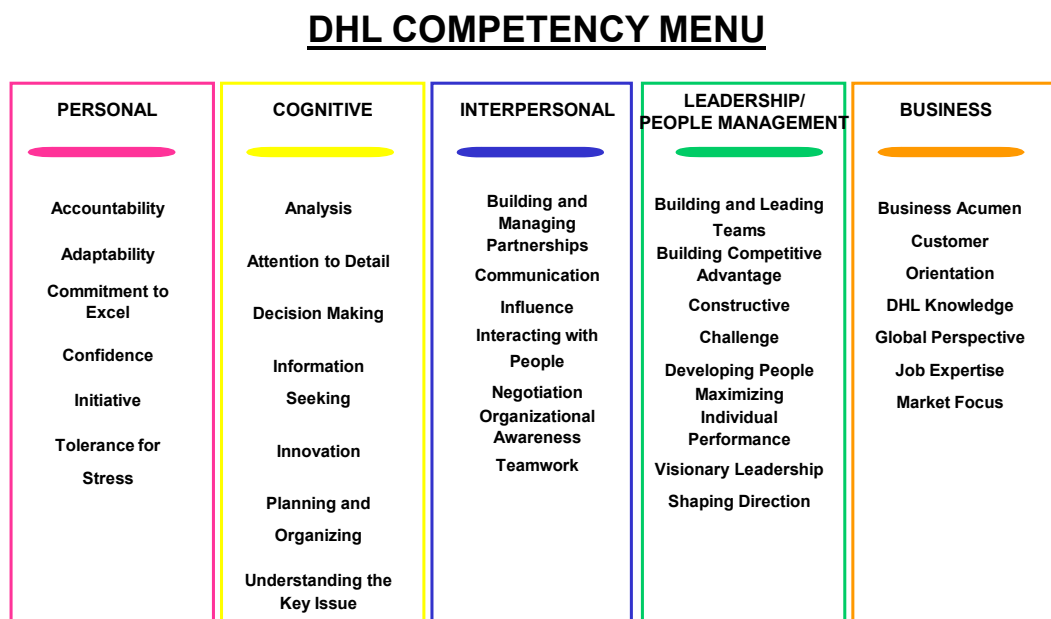 DHL COMPETENCY MENU
PERSONAL
Accountability
Adaptability
Commitment to
Excel
Confidence
Initiative
Tolerance for
Stress
COGNITIVE
Analysis
Attention to Detail
Decision Making
Information
Seeking
Innovation
Planning and
Organizing
Understanding the
Key Issue
INTERPERSONAL
Building and
Managing
Partnerships
Communication
Influence
Interacting with
People
Negotiation
Organizational
Awareness
Teamwork
LEADERSHIP/
PEOPLE MANAGEMENT
Building and Leading
Teams
Building Competitive
Advantage
Constructive
Challenge
Developing People
Maximizing
Individual
Performance
Visionary Leadership
Shaping Direction
BUSINESS
Business Acumen
Customer
Orientation
DHL Knowledge
Global Perspective
Job Expertise
Market Focus